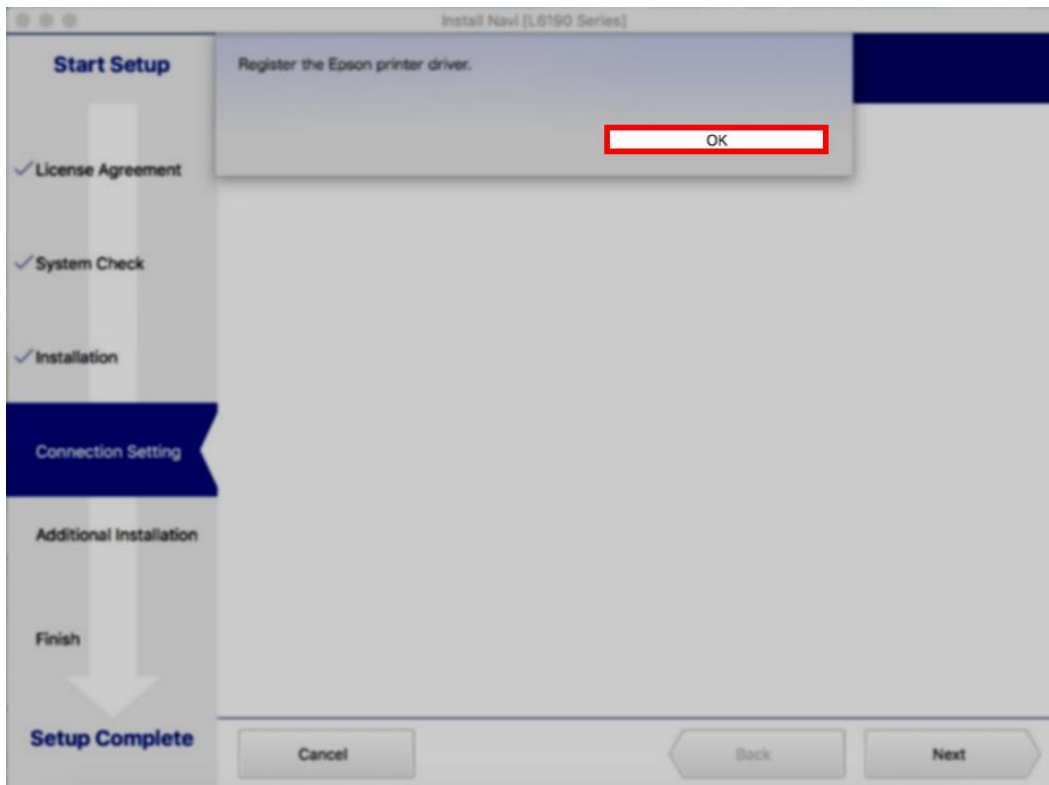 Install Navi [L6190 Series]
Start Setup
Register the Epson printer driver.
OK
License Agreement
System Check
Installation
Connection Setting
Additional Installation
Finish
Setup Complete
Cancel
Back
Next